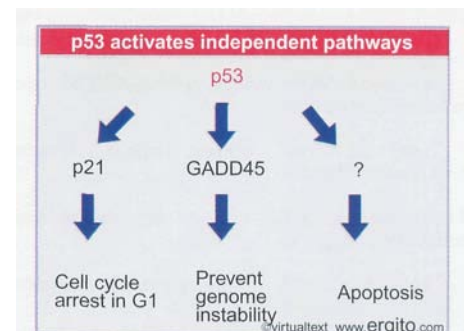 p53 activates independent pathways
p53
p21 GADD45 ?
Cell cycle
arrest in G1
Prevent
genome
instability
Apoptosis
©virtualtext www.ergito.com